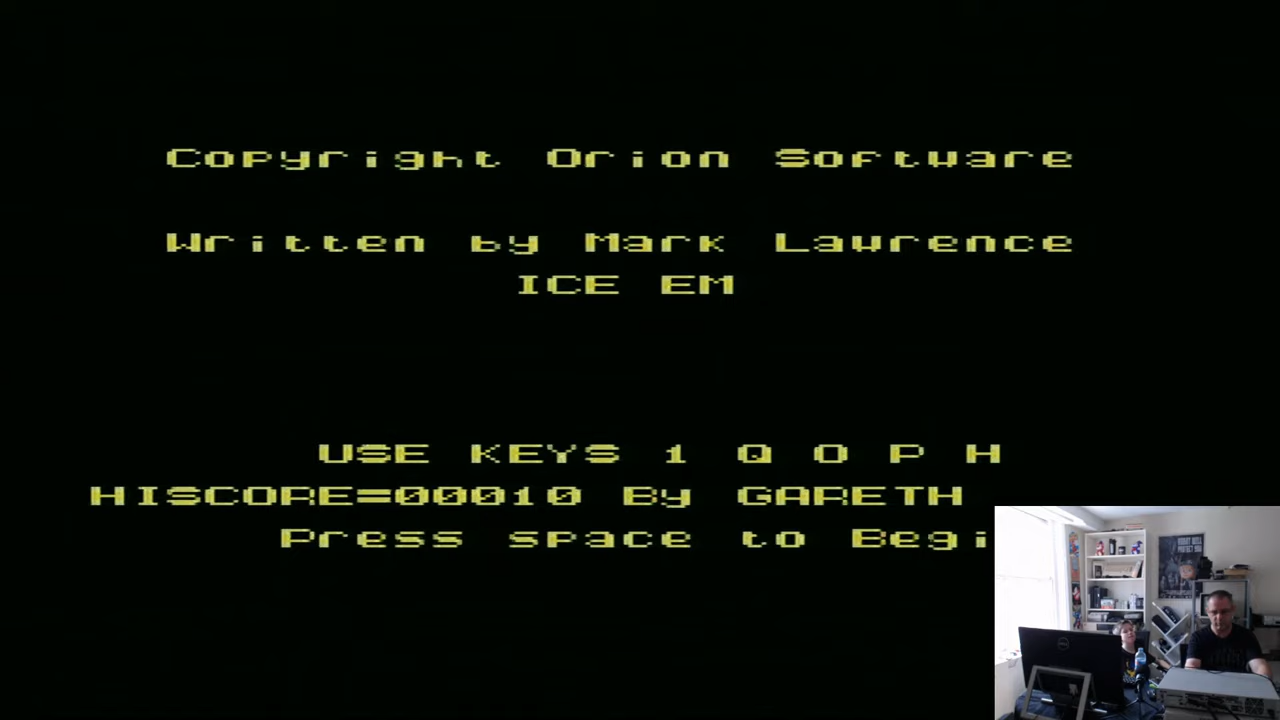 Copyright Orion Software
Written by Mark Lawrence
ICE EM
USE KEYS 1 Q O P H
HISCORE=00010 By GARETH
Press space to Begi